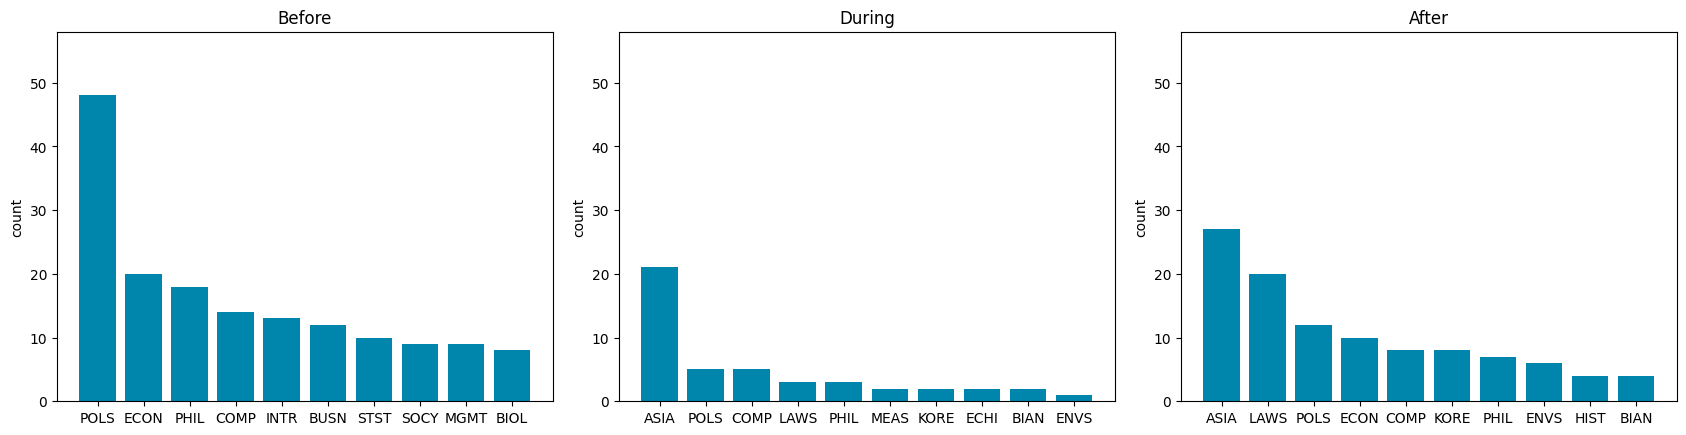 Before
50
40
30
20
10
0
count
POLS ECON PHIL COMP INTR BUSN STST SOCY MGMT BIOL
During
50
40
30
20
10
0
count
ASIA POLS COMP LAWS PHIL MEAS KORE ECHI BIAN ENVS
After
50
40
30
20
10
0
count
ASIA LAWS POLS ECON COMP KORE PHIL ENVS HIST BIAN